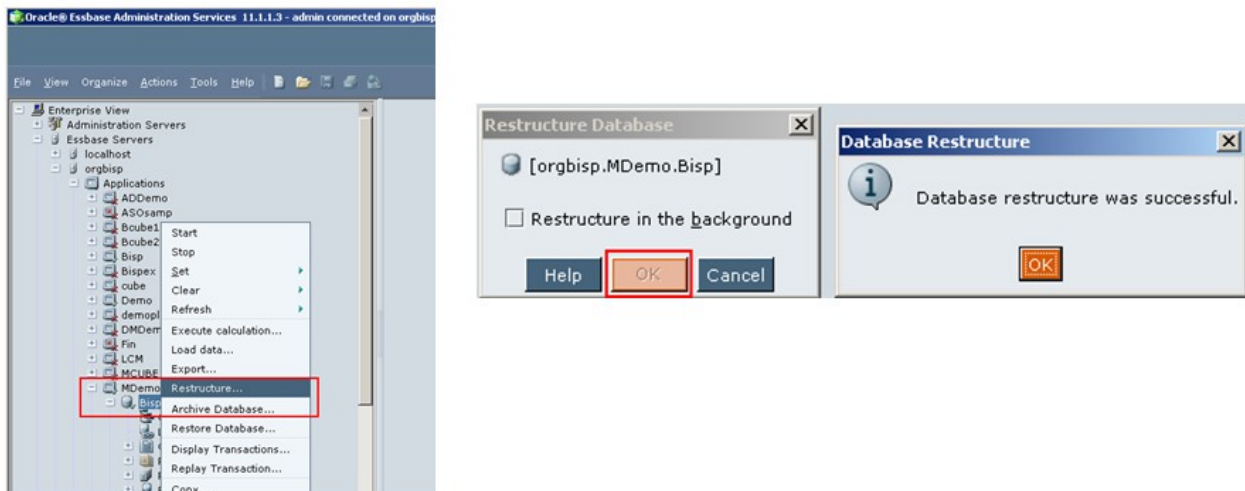 Oracle® Essbase Administration Services 11.1.1.3 - admin connected on orgbisp
File View Organize Actions Tools Help
Enterprise View
Administration Servers
Essbase Servers
localhost
orgbisp
Applications
ADDemo
ASOsamp
Bcube1
Bcube2
Bisp
Bispex
cube
Demo
demopl
DMDem
Fin
LCM
MCUBE
MDemo
Bisp
Start
Stop
Set
Clear
Refresh
Execute calculation...
Load data...
Export...
Restructure...
Archive Database...
Restore Database...
Display Transactions...
Replay Transaction...
Copy
Restructure Database
[orgbisp.MDemo.Bisp]
Restructure in the background
Help OK Cancel
Database Restructure
Database restructure was successful.
OK